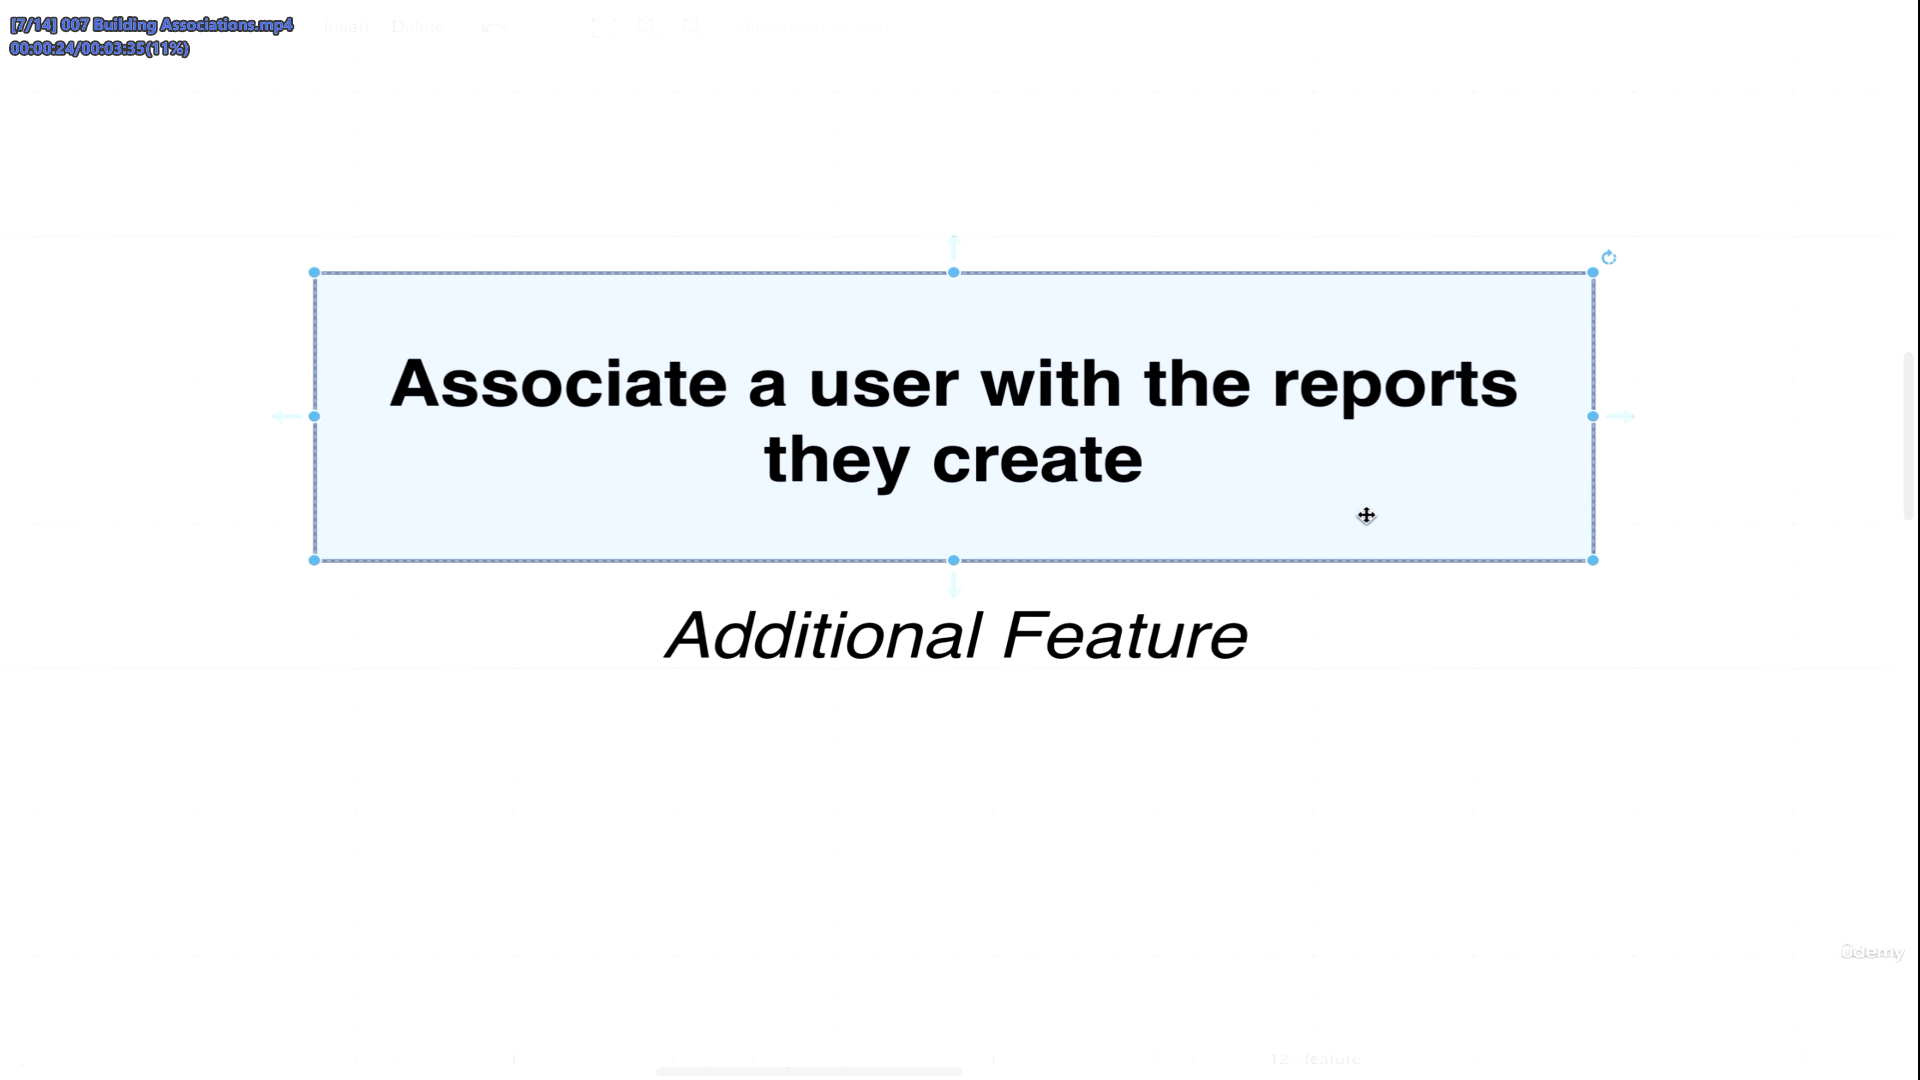 [7/14] 007 Building Associations.mp4
Insert Delete
00:00:24/00:03:35(11%)
Associate a user with the reports
they create
Additional Feature
ûdemy
12 - feature